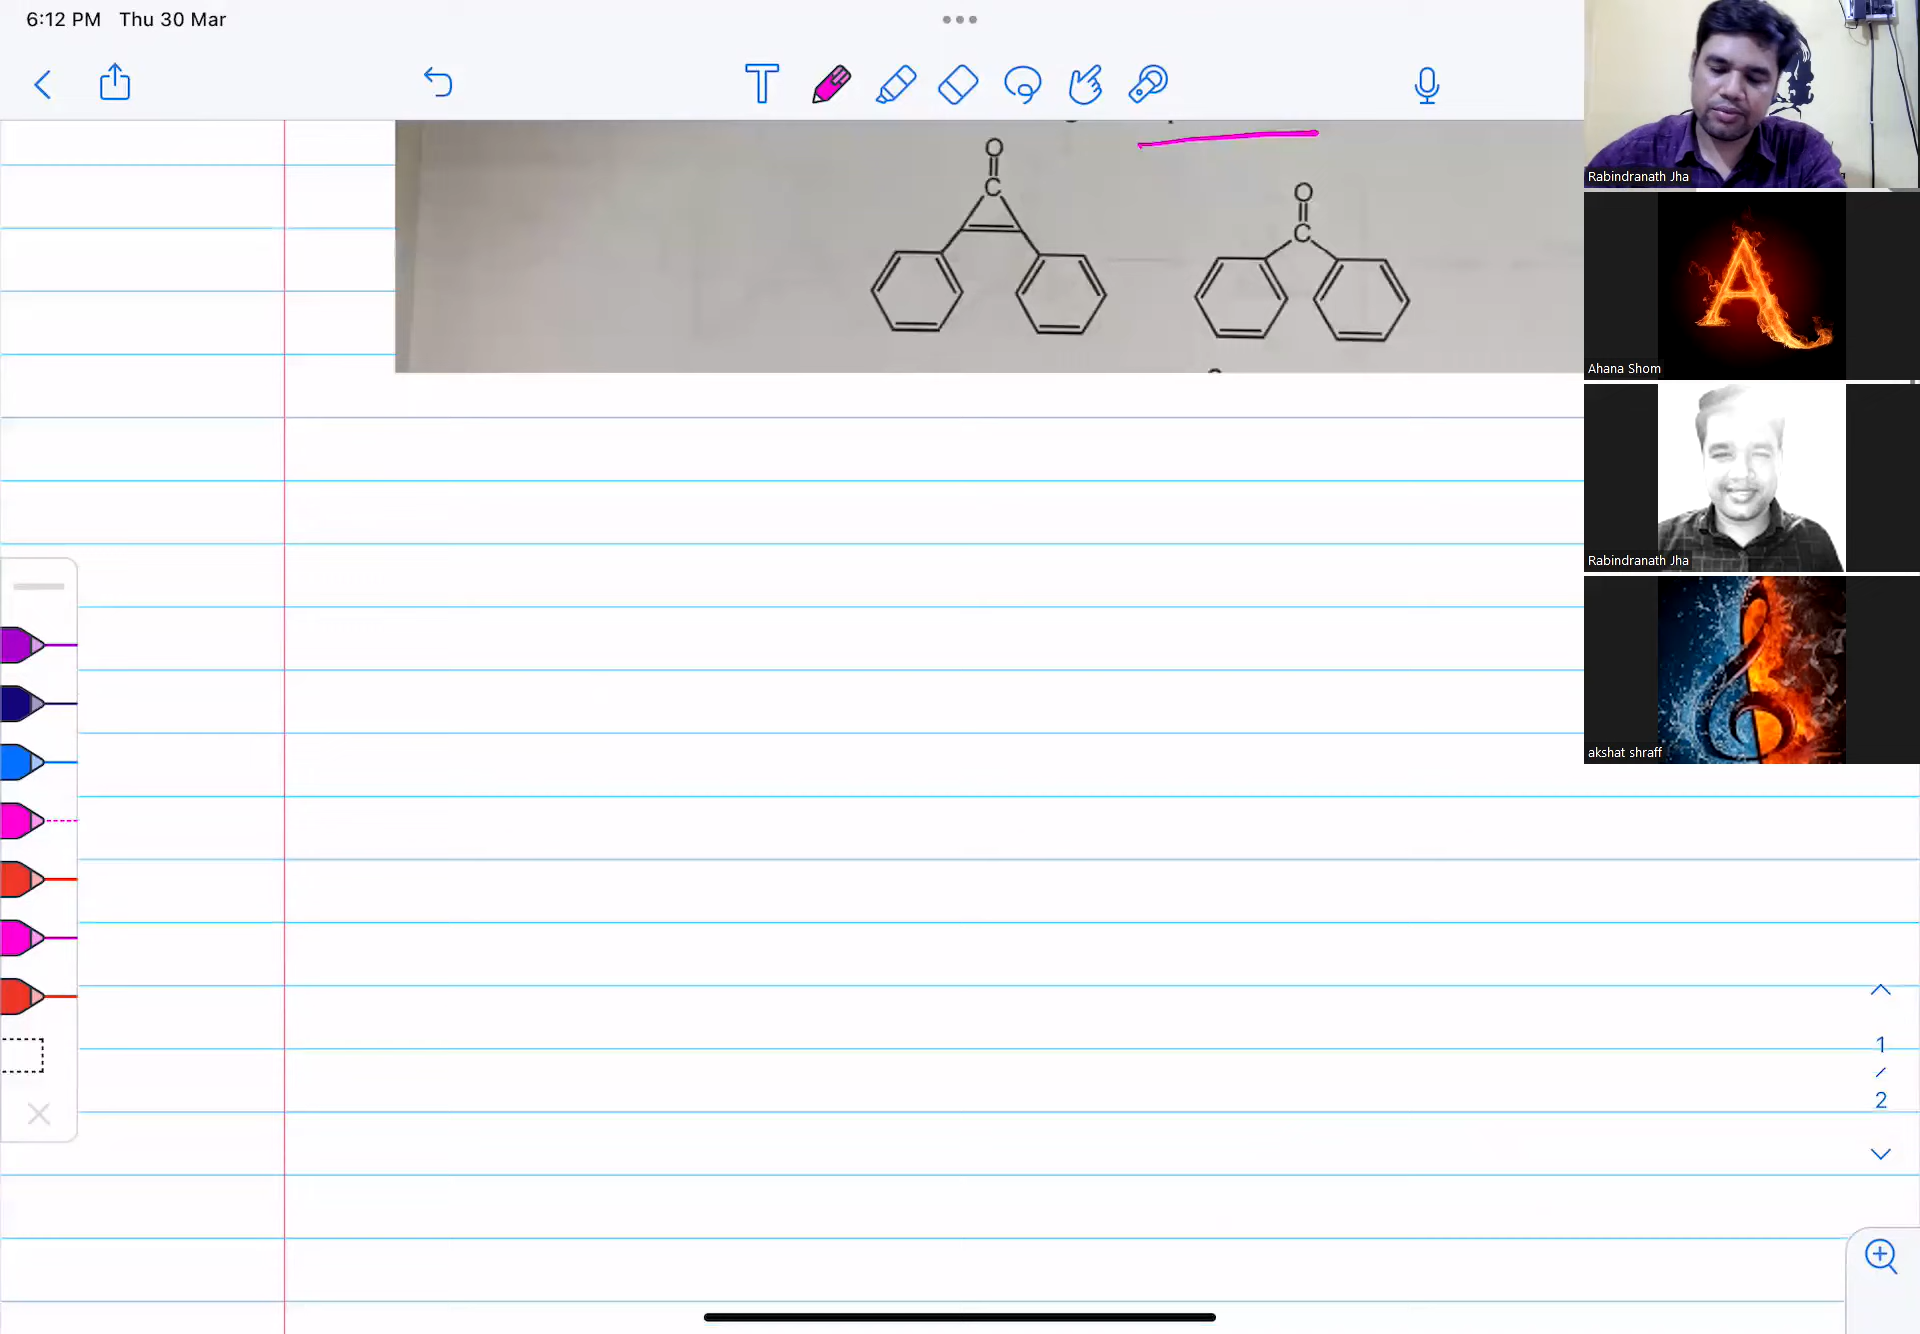 6:12 PM Thu 30 Mar
T
O
C
O
C
Rabindranath Jha
A
Ahana Shom
Rabindranath Jha
akshat shraff
1
/
2